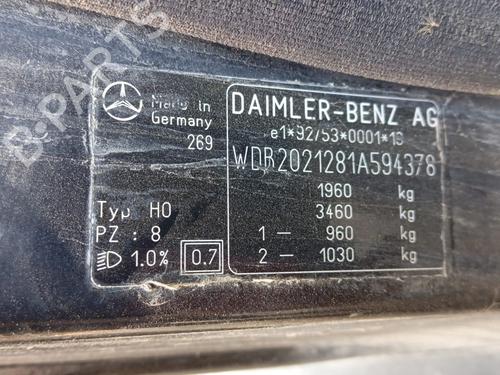 B-PARTS
Made in
Germany
269
Typ HO
PZ : 8
1.0% 0.7
DAIMLER-BENZ AG
e1*92/53*0001*18
WDB2021281A594378
1960 kg
3460 kg
1 — 960 kg
2 — 1030 kg